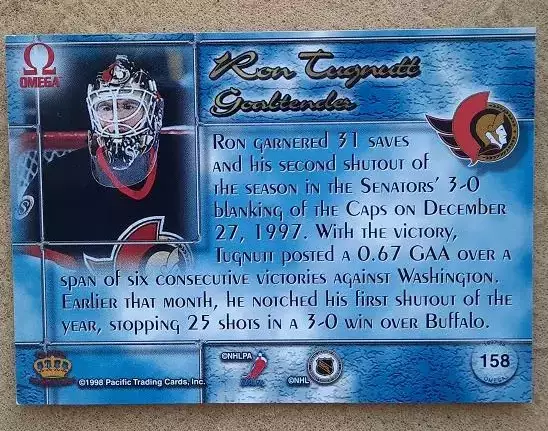 OMEGA
Ron Tugnutt
Goaltender
Ron garnered 31 saves
and his second shutout of
the season in the Senators' 3-0
blanking of the Caps on December
27, 1997. With the victory,
Tugnutt posted a 0.67 GAA over a
span of six consecutive victories against Washington.
Earlier that month, he notched his first shutout of the
year, stopping 25 shots in a 3-0 win over Buffalo.
©1998 Pacific Trading Cards, Inc.
©NHLPA
©NHL
158
OMEGA